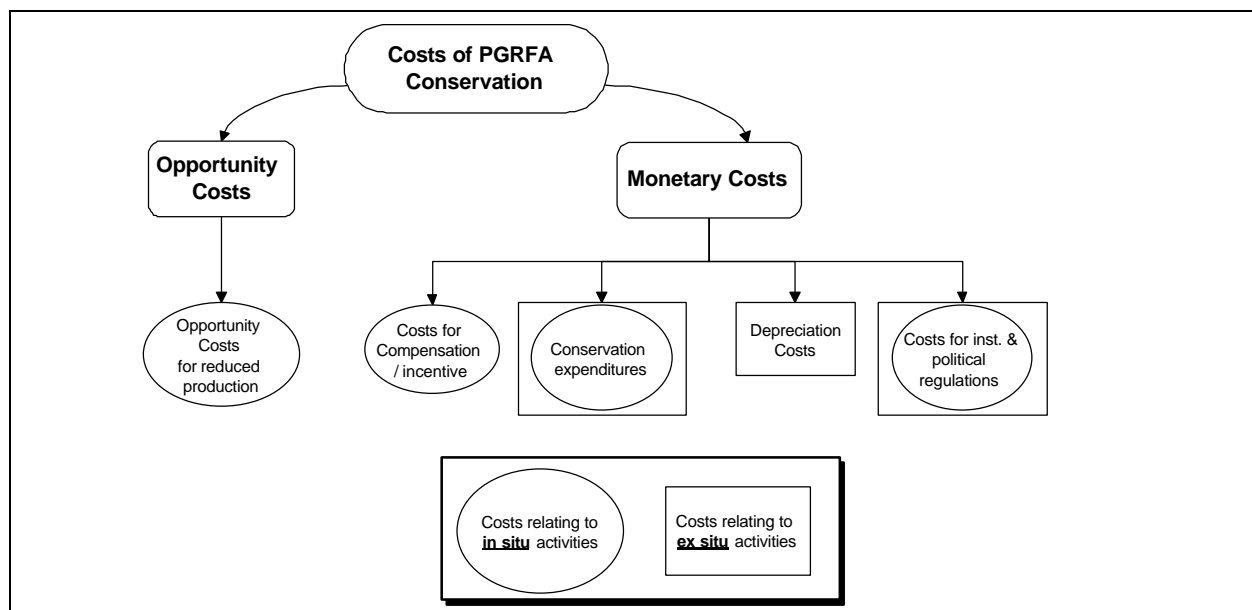 Costs of PGRFA
Conservation
Opportunity
Costs
Monetary Costs
Opportunity
Costs
for reduced
production
Costs for
Compensation
/ incentive
Conservation
expenditures
Depreciation
Costs
Costs for inst. &
political
regulations
Costs relating to
in situ activities
Costs relating to
ex situ activities